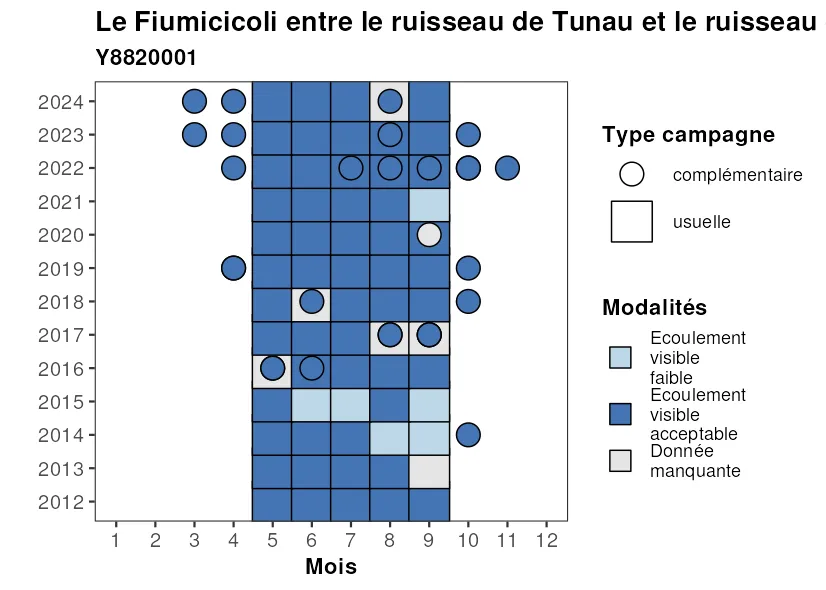 Le Fiumicicoli entre le ruisseau de Tunau et le ruisseau
Y8820001
2024
2023
2022
2021
2020
2019
2018
2017
2016
2015
2014
2013
2012
1 2 3 4 5 6 7 8 9 10 11 12
Mois
Type campagne
complémentaire
usuelle
Modalités
Ecoulement
visible
faible
Ecoulement
visible
acceptable
Donnée
manquante